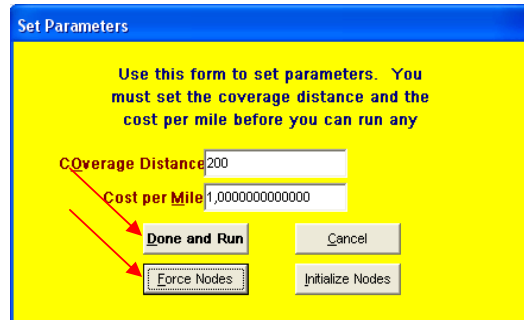 Set Parameters
Use this form to set parameters. You
must set the coverage distance and the
cost per mile before you can run any
COverage Distance 200
Cost per Mile 1,0000000000000
Done and Run Cancel
Force Nodes Initialize Nodes